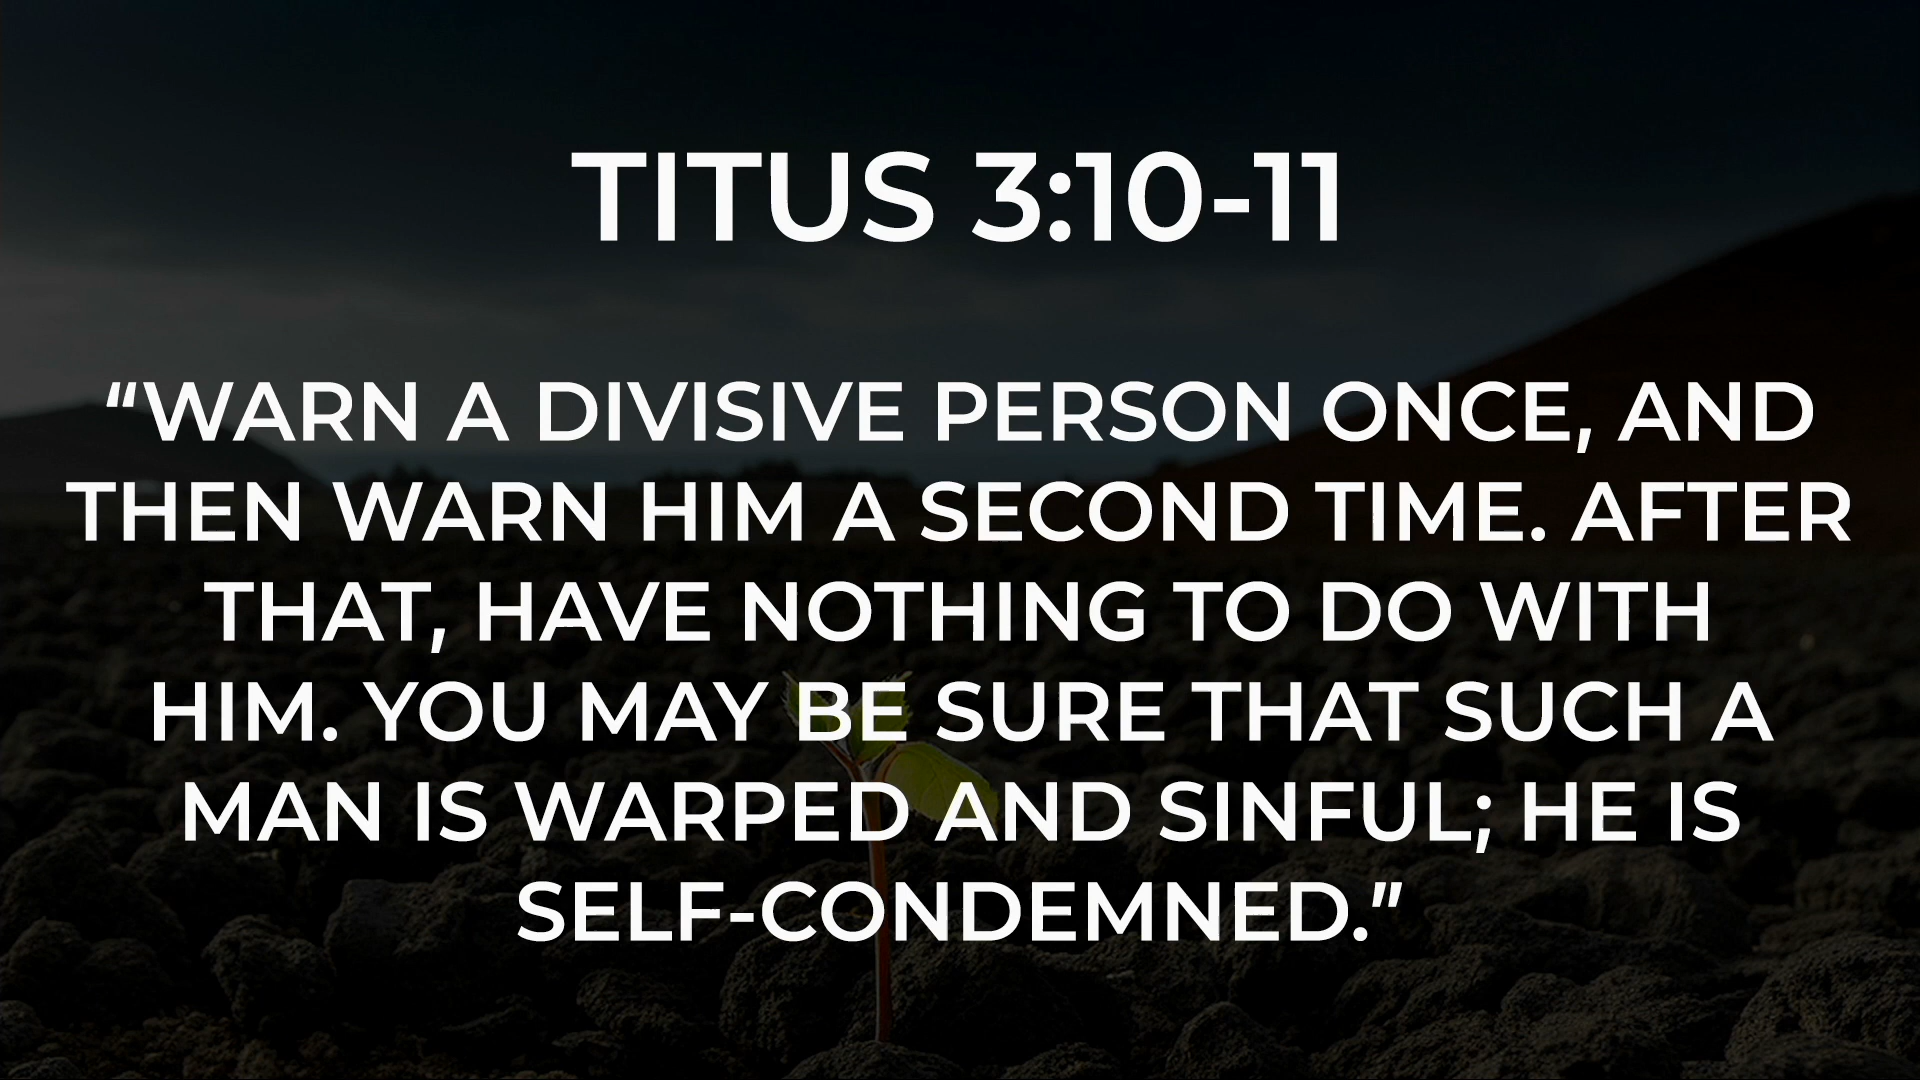 TITUS 3:10-11
“WARN A DIVISIVE PERSON ONCE, AND
THEN WARN HIM A SECOND TIME. AFTER
THAT, HAVE NOTHING TO DO WITH
HIM. YOU MAY BE SURE THAT SUCH A
MAN IS WARPED AND SINFUL; HE IS
SELF-CONDEMNED.”